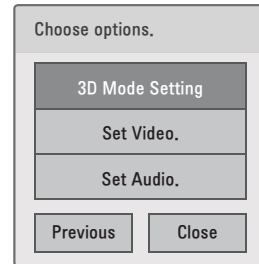 Choose options.
3D Mode Setting
Set Video.
Set Audio.
Previous Close